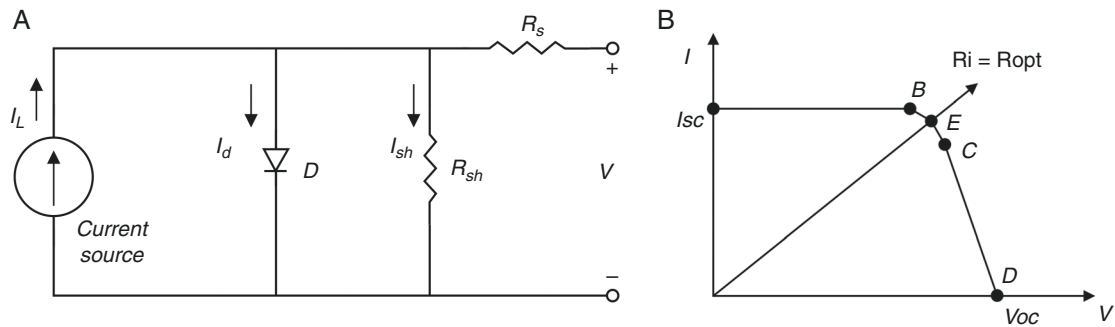 A
R_s
+
I_L
I_d
D
I_sh
R_sh
V
Current
source
–
B
I
Ri = Ropt
B
Isc
E
C
D
Voc
V